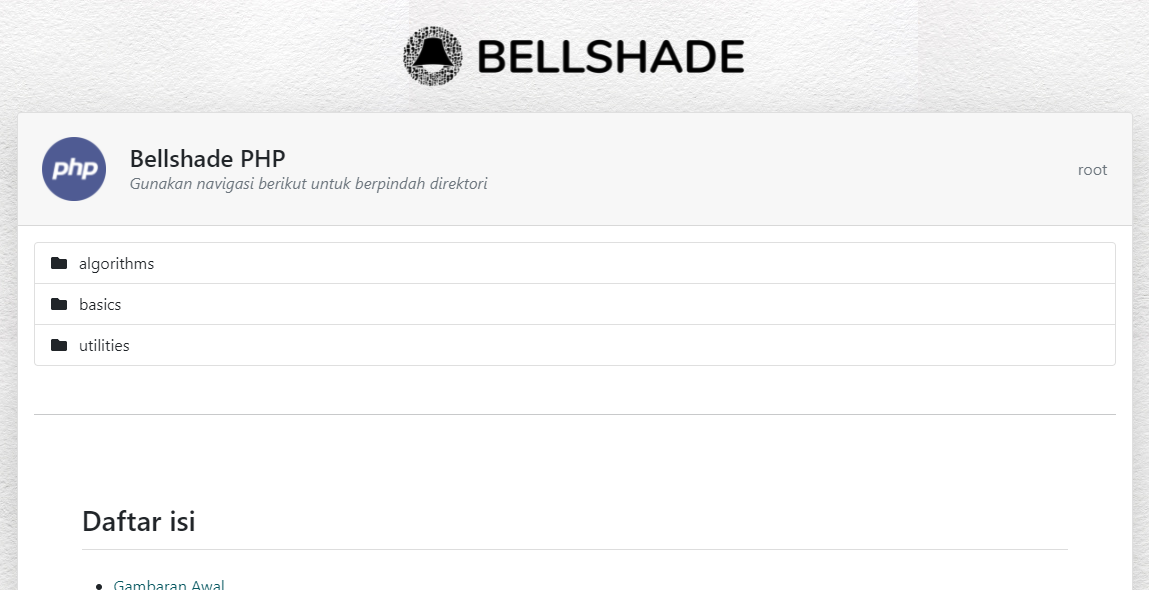 BELLSHADE
php
Bellshade PHP
Gunakan navigasi berikut untuk berpindah direktori
root
algorithms
basics
utilities
Daftar isi
Gambaran Awal